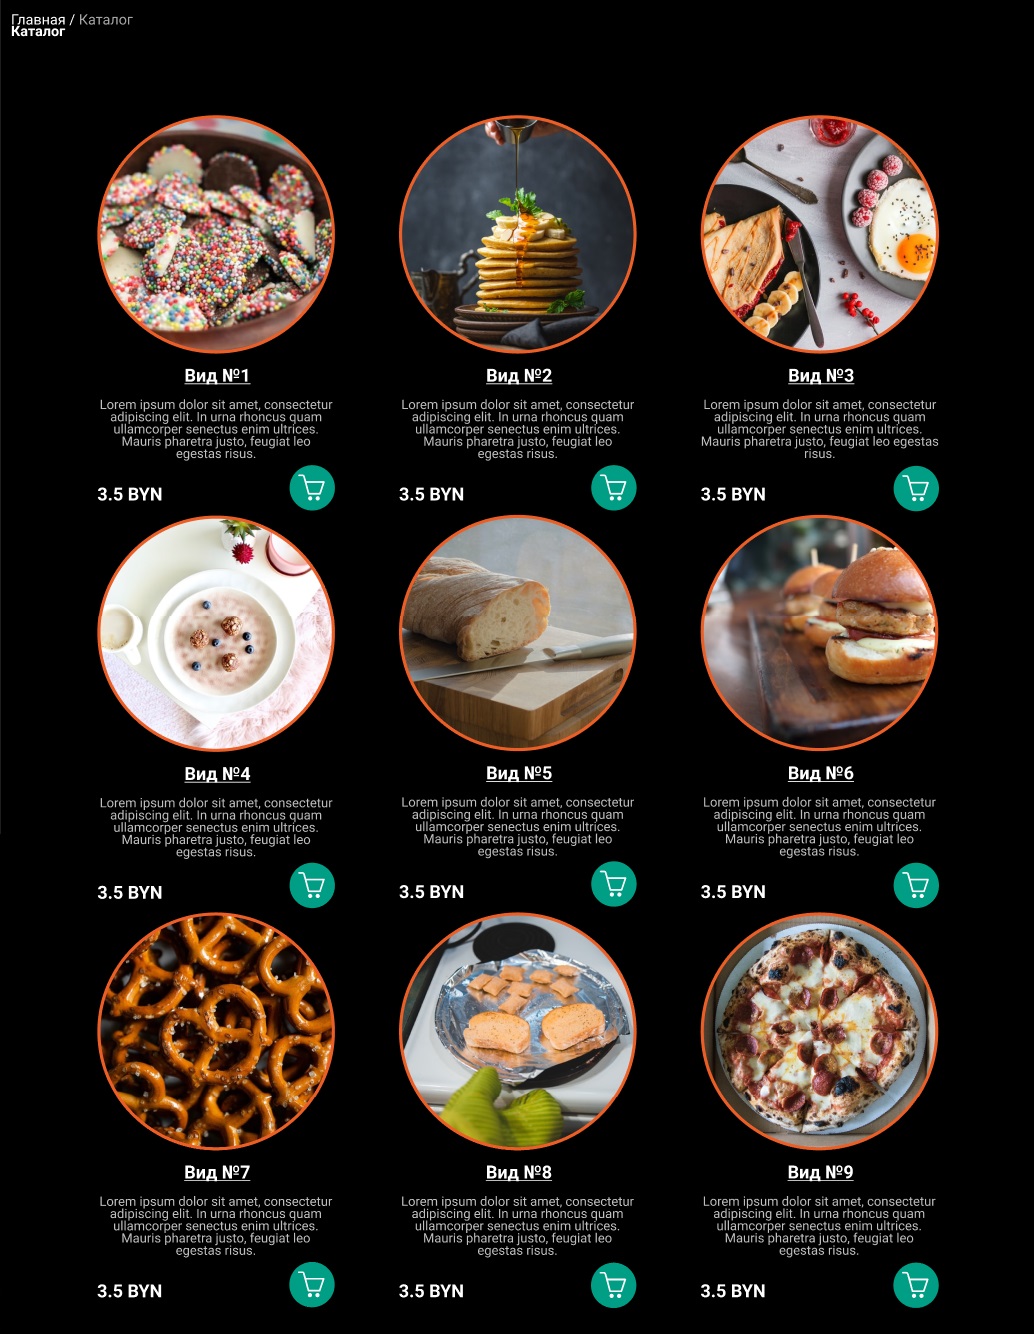 Главная / Каталог
Каталог
Вид №1
Lorem ipsum dolor sit amet, consectetur
adipiscing elit. In urna rhoncus quam
ullamcorper senectus enim ultrices.
Mauris pharetra justo, feugiat leo
egestas risus.
3.5 BYN
Вид №2
Lorem ipsum dolor sit amet, consectetur
adipiscing elit. In urna rhoncus quam
ullamcorper senectus enim ultrices.
Mauris pharetra justo, feugiat leo
egestas risus.
3.5 BYN
Вид №3
Lorem ipsum dolor sit amet, consectetur
adipiscing elit. In urna rhoncus quam
ullamcorper senectus enim ultrices.
Mauris pharetra justo, feugiat leo egestas
risus.
3.5 BYN
Вид №4
Lorem ipsum dolor sit amet, consectetur
adipiscing elit. In urna rhoncus quam
ullamcorper senectus enim ultrices.
Mauris pharetra justo, feugiat leo
egestas risus.
3.5 BYN
Вид №5
Lorem ipsum dolor sit amet, consectetur
adipiscing elit. In urna rhoncus quam
ullamcorper senectus enim ultrices.
Mauris pharetra justo, feugiat leo
egestas risus.
3.5 BYN
Вид №6
Lorem ipsum dolor sit amet, consectetur
adipiscing elit. In urna rhoncus quam
ullamcorper senectus enim ultrices.
Mauris pharetra justo, feugiat leo
egestas risus.
3.5 BYN
Вид №7
Lorem ipsum dolor sit amet, consectetur
adipiscing elit. In urna rhoncus quam
ullamcorper senectus enim ultrices.
Mauris pharetra justo, feugiat leo
egestas risus.
3.5 BYN
Вид №8
Lorem ipsum dolor sit amet, consectetur
adipiscing elit. In urna rhoncus quam
ullamcorper senectus enim ultrices.
Mauris pharetra justo, feugiat leo
egestas risus.
3.5 BYN
Вид №9
Lorem ipsum dolor sit amet, consectetur
adipiscing elit. In urna rhoncus quam
ullamcorper senectus enim ultrices.
Mauris pharetra justo, feugiat leo
egestas risus.
3.5 BYN